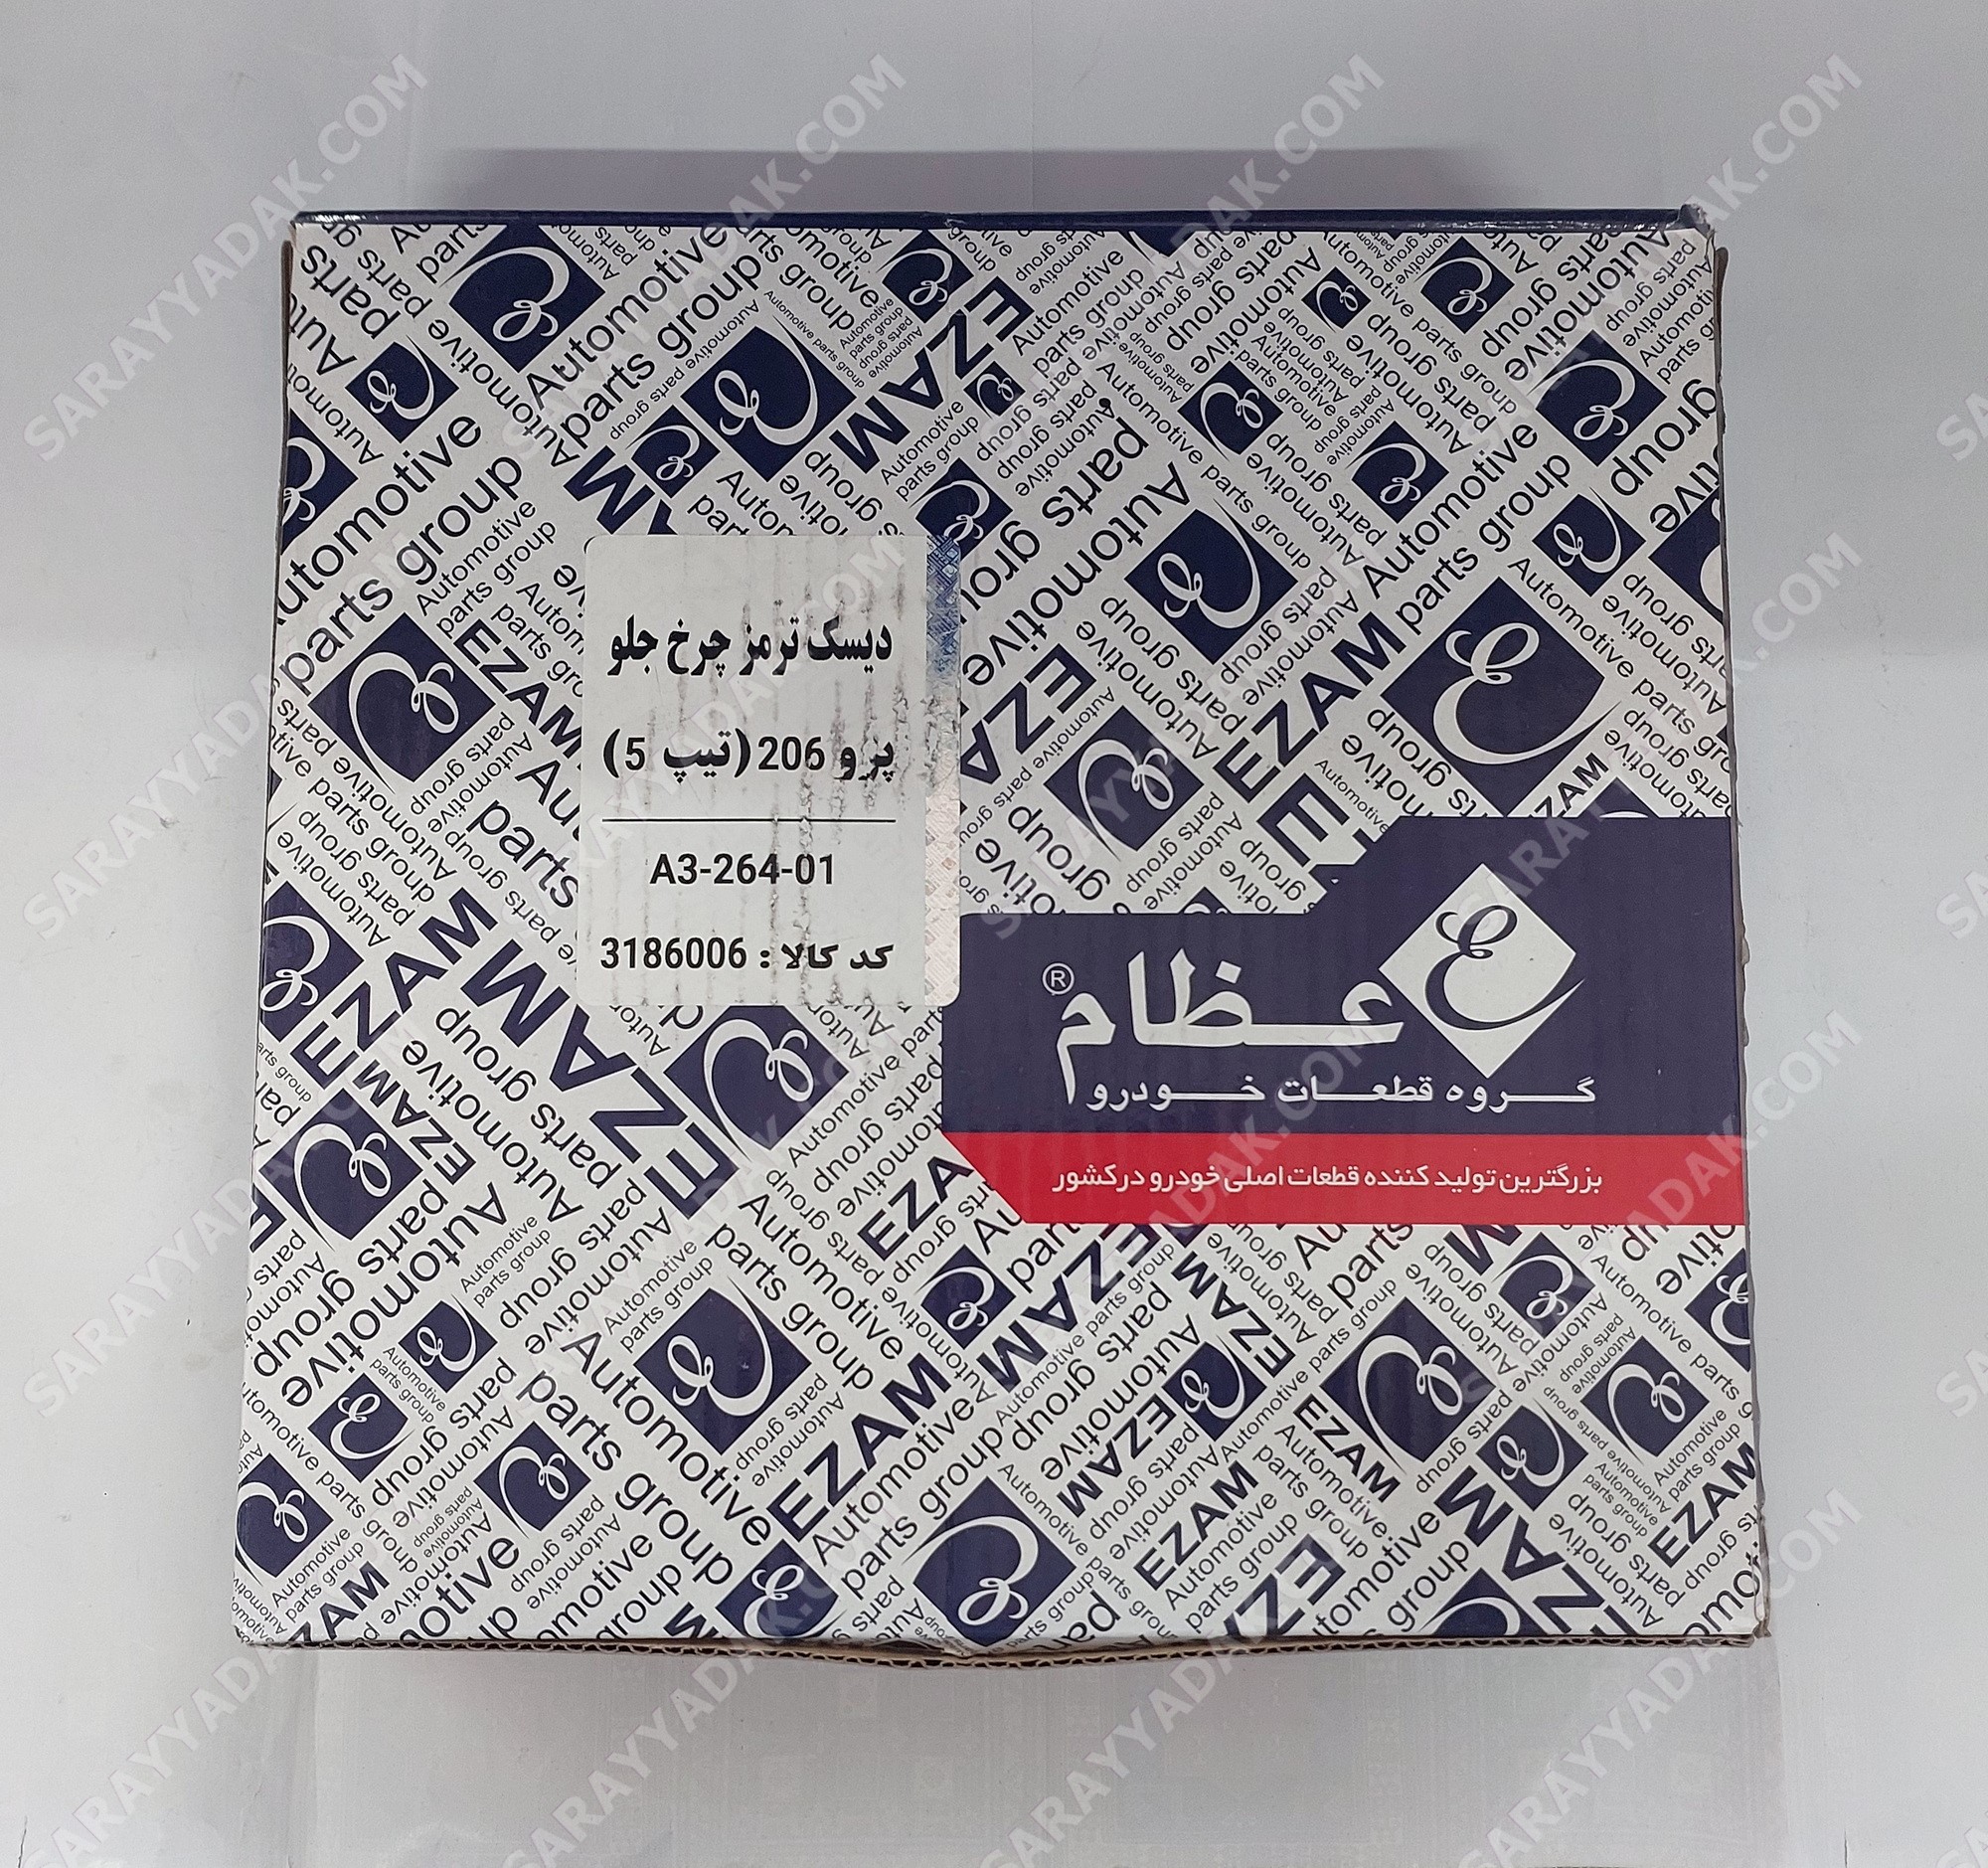 دیسک ترمز چرخ جلو
پژو 206 (تیپ 5)
A3-264-01
کد کالا : 3186006
عظام®
گروه قطعات خودرو
بزرگترین تولید کننده قطعات اصلی خودرو در کشور
EZAM
Automotive
parts group
SARAYYADAK.COM